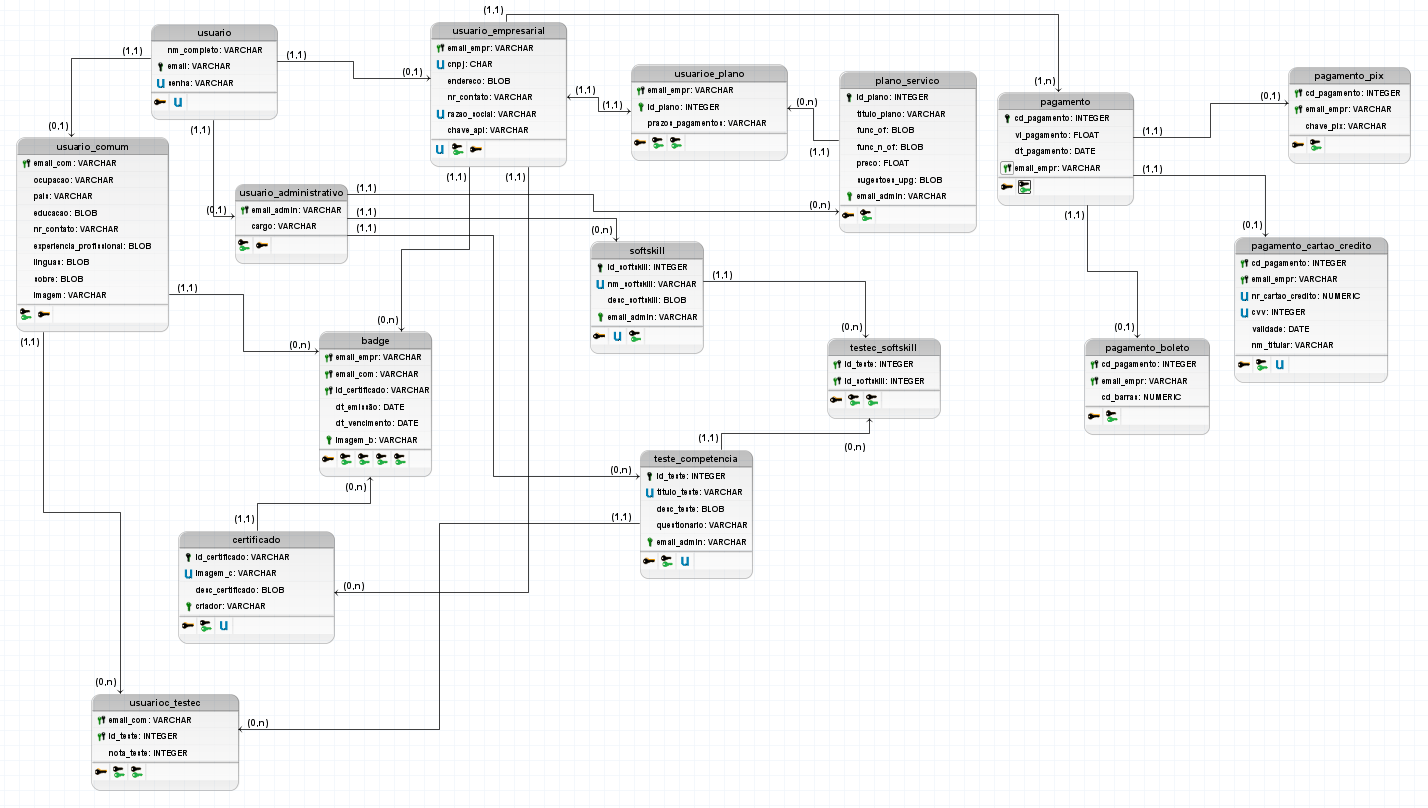 usuario
nm_completo: VARCHAR
email: VARCHAR
senha: VARCHAR
(1,1)
(0,1)
(1,1)
(0,1)
(1,1)
(0,1)
usuario_comum
email_com: VARCHAR
ocupacao: VARCHAR
pais: VARCHAR
educacao: BLOB
nr_contato: VARCHAR
experiencia_profissional: BLOB
linguas: BLOB
sobre: BLOB
imagem: VARCHAR
(1,1)
(1,1)
usuario_administrativo
email_admin: VARCHAR
cargo: VARCHAR
(1,1)
(1,1)
(1,1)
usuario_empresarial
email_empr: VARCHAR
cnpj: CHAR
endereco: BLOB
nr_contato: VARCHAR
razao_social: VARCHAR
chave_api: VARCHAR
(1,1)
(1,1)
(1,1)
(1,1)
(1,1)
usuarioe_plano
email_empr: VARCHAR
id_plano: INTEGER
prazos_pagamentos: VARCHAR
(0,n)
(1,1)
plano_servico
id_plano: INTEGER
titulo_plano: VARCHAR
func_of: BLOB
func_n_of: BLOB
preco: FLOAT
sugestoes_upg: BLOB
email_admin: VARCHAR
(0,n)
(1,n)
pagamento
cd_pagamento: INTEGER
vl_pagamento: FLOAT
dt_pagamento: DATE
email_empr: VARCHAR
(1,1)
(1,1)
(1,1)
(0,1)
pagamento_pix
cd_pagamento: INTEGER
email_empr: VARCHAR
chave_pix: VARCHAR
(0,1)
pagamento_cartao_credito
cd_pagamento: INTEGER
email_empr: VARCHAR
nr_cartao_credito: NUMERIC
cvv: INTEGER
validade: DATE
nm_titular: VARCHAR
(0,1)
pagamento_boleto
cd_pagamento: INTEGER
email_empr: VARCHAR
cd_barras: NUMERIC
(0,n)
softskill
id_softskill: INTEGER
nm_softskill: VARCHAR
desc_softskill: BLOB
email_admin: VARCHAR
(1,1)
(0,n)
testec_softskill
id_teste: INTEGER
id_softskill: INTEGER
(0,n)
(0,n)
(0,n)
badge
email_empr: VARCHAR
email_com: VARCHAR
id_certificado: VARCHAR
dt_emissão: DATE
dt_vencimento: DATE
imagem_b: VARCHAR
(0,n)
(1,1)
(0,n)
teste_competencia
id_teste: INTEGER
titulo_teste: VARCHAR
desc_teste: BLOB
questionario: VARCHAR
email_admin: VARCHAR
(1,1)
(1,1)
certificado
id_certificado: VARCHAR
imagem_c: VARCHAR
desc_certificado: BLOB
criador: VARCHAR
(0,n)
(0,n)
usuarioc_testec
email_com: VARCHAR
id_teste: INTEGER
nota_teste: INTEGER
(0,n)